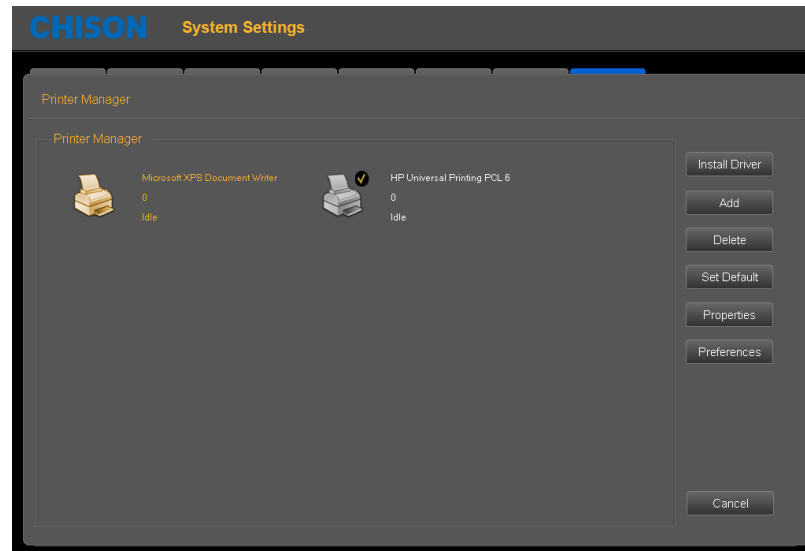 CHISON
System Settings
Printer Manager
Printer Manager
Microsoft XPS Document Writer
0
Idle
HP Universal Printing PCL 6
0
Idle
Install Driver
Add
Delete
Set Default
Properties
Preferences
Cancel